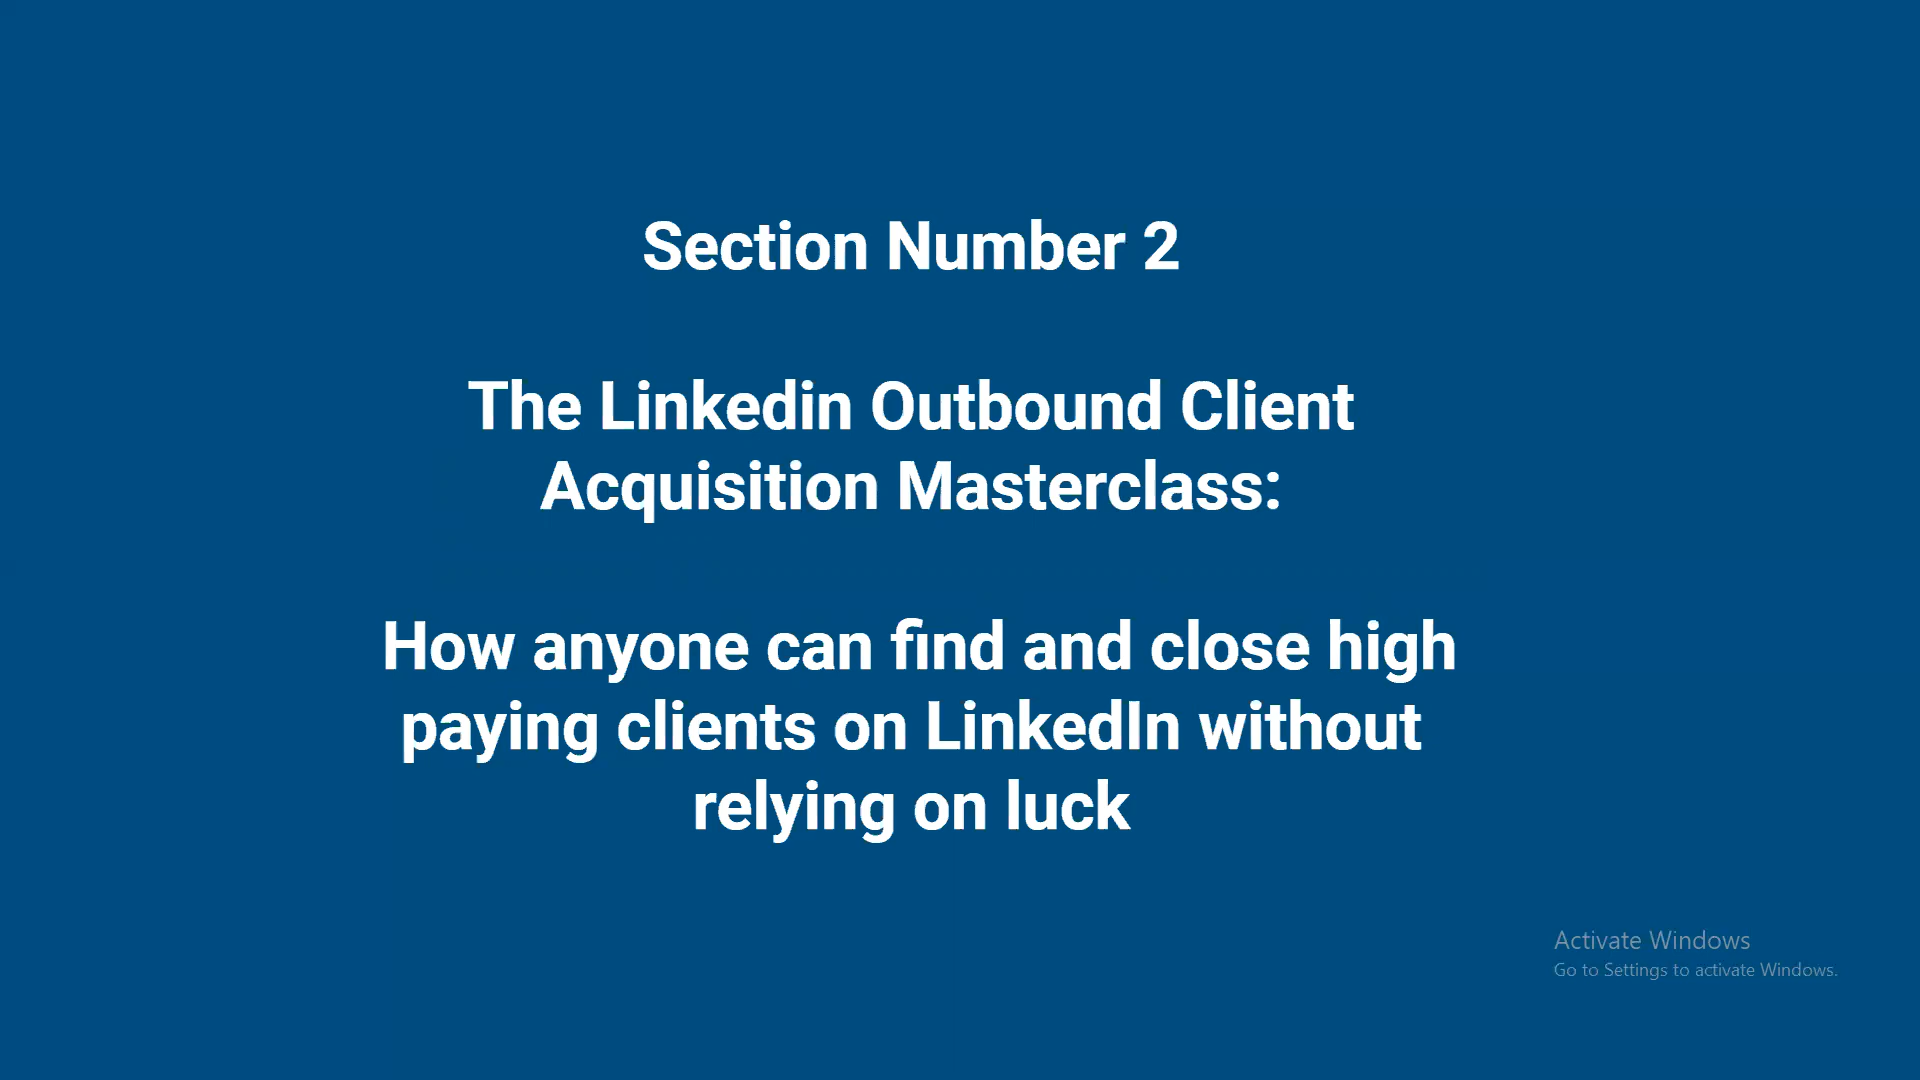 Section Number 2
The Linkedin Outbound Client
Acquisition Masterclass:
How anyone can find and close high
paying clients on LinkedIn without
relying on luck
Activate Windows
Go to Settings to activate Windows.